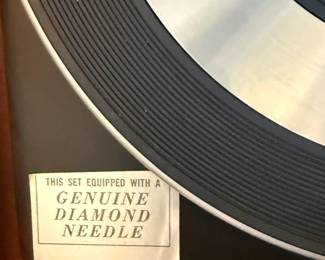 THIS SET EQUIPPED WITH A
GENUINE
DIAMOND
NEEDLE